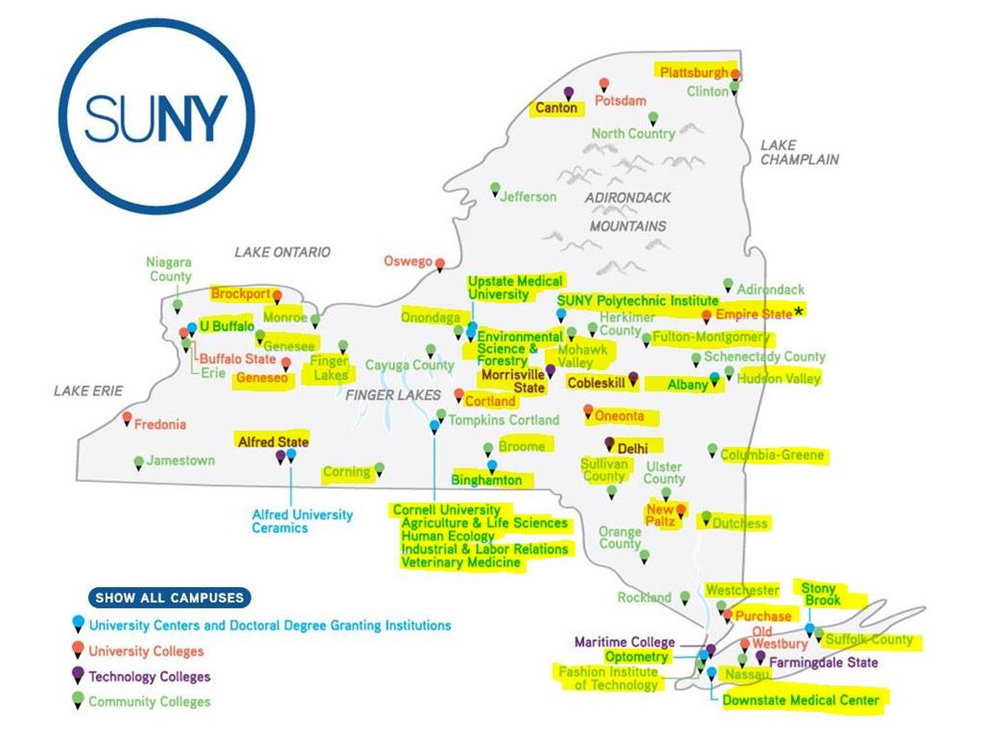 SUNY
Plattsburgh
Clinton
Potsdam
Canton
North Country
LAKE
CHAMPLAIN
Jefferson
ADIRONDACK
MOUNTAINS
LAKE ONTARIO
Oswego
Niagara
County
Upstate Medical
University
Adirondack
Brockport
SUNY Polytechnic Institute
Empire State*
Monroe
Onondaga
Herkimer
County
U Buffalo
Environmental
Science &
Forestry
Fulton-Montgomery
Genesee
Mohawk
Valley
Buffalo State
Erie
Finger
Lakes
Cayuga County
Schenectady County
Geneseo
Morrisville
State
Cobleskill
Albany
Hudson Valley
LAKE ERIE
FINGER LAKES
Cortland
Fredonia
Tompkins Cortland
Oneonta
Alfred State
Broome
Delhi
Columbia-Greene
Jamestown
Corning
Binghamton
Sullivan
County
Ulster
County
Alfred University
Ceramics
Cornell University
Agriculture & Life Sciences
Human Ecology
Industrial & Labor Relations
Veterinary Medicine
New
Paltz
Dutchess
Orange
County
Rockland
Westchester
Stony
Brook
Purchase
Old
Westbury
Suffolk County
Maritime College
Optometry
Farmingdale State
Fashion Institute
of Technology
Nassau
Downstate Medical Center
SHOW ALL CAMPUSES
University Centers and Doctoral Degree Granting Institutions
University Colleges
Technology Colleges
Community Colleges